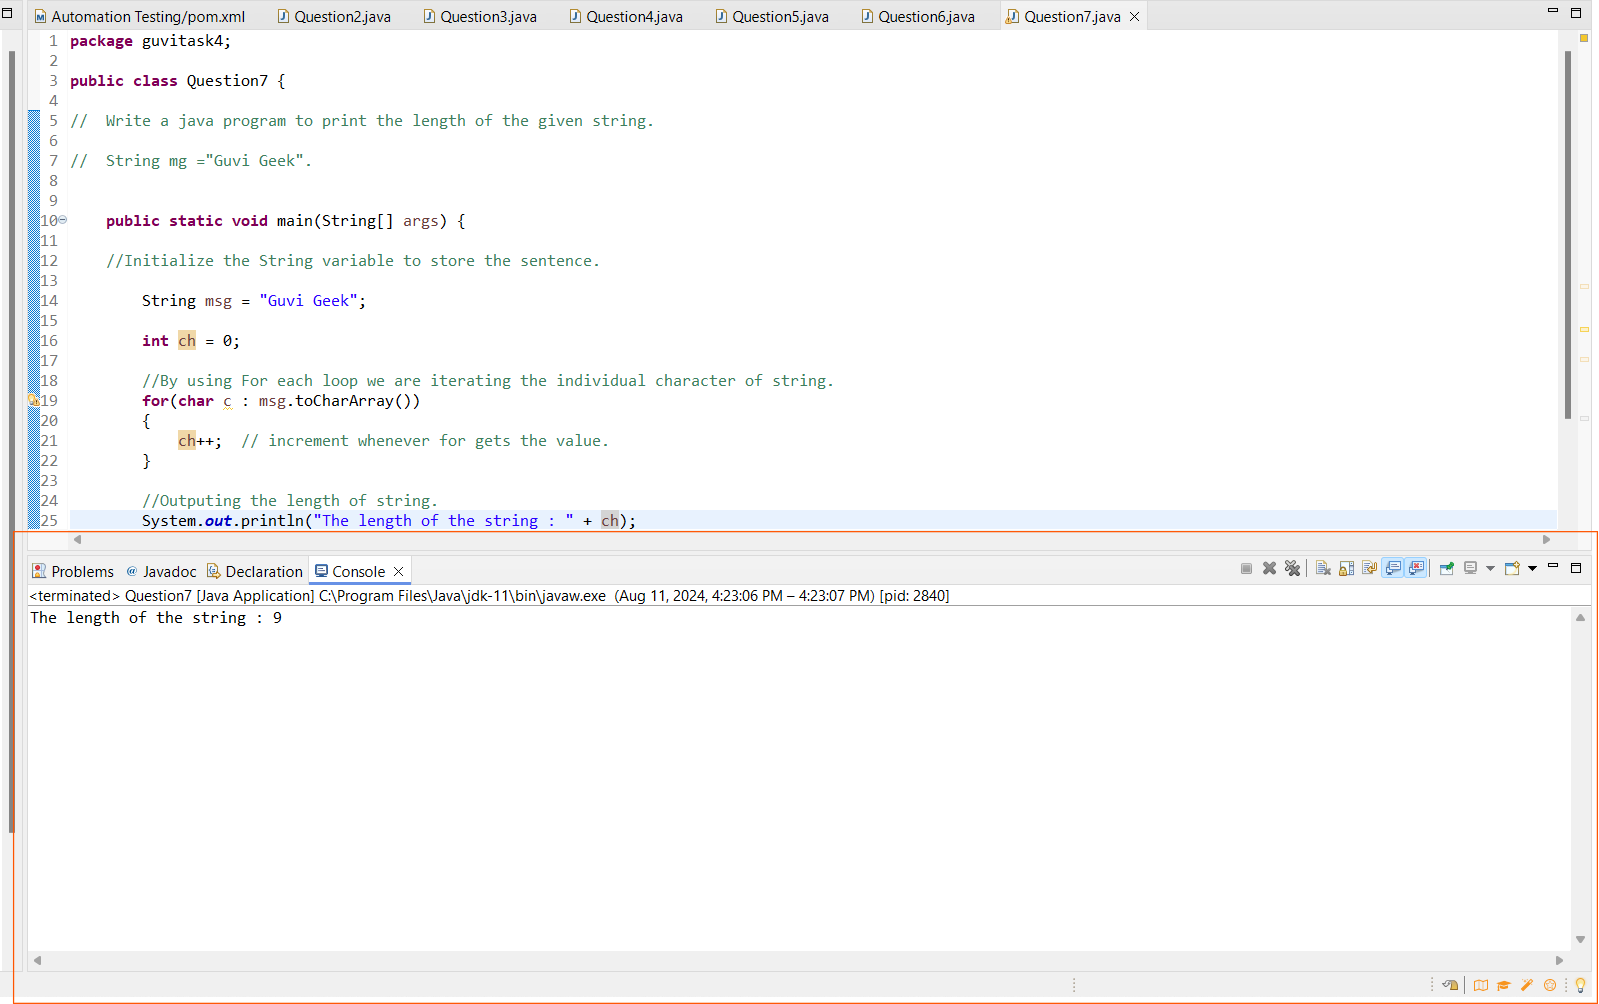 Automation Testing/pom.xml Question2.java Question3.java Question4.java Question5.java Question6.java Question7.java
1 package guvitask4;
2
3 public class Question7 {
4
5 // Write a java program to print the length of the given string.
6
7 // String mg ="Guvi Geek".
8
9
10 public static void main(String[] args) {
11
12 //Initialize the String variable to store the sentence.
13
14 String msg = "Guvi Geek";
15
16 int ch = 0;
17
18 //By using For each loop we are iterating the individual character of string.
19 for(char c : msg.toCharArray())
20 {
21 ch++; // increment whenever for gets the value.
22 }
23
24 //Outputing the length of string.
25 System.out.println("The length of the string : " + ch);
Problems @ Javadoc Declaration Console
<terminated> Question7 [Java Application] C:\Program Files\Java\jdk-11\bin\javaw.exe (Aug 11, 2024, 4:23:06 PM – 4:23:07 PM) [pid: 2840]
The length of the string : 9